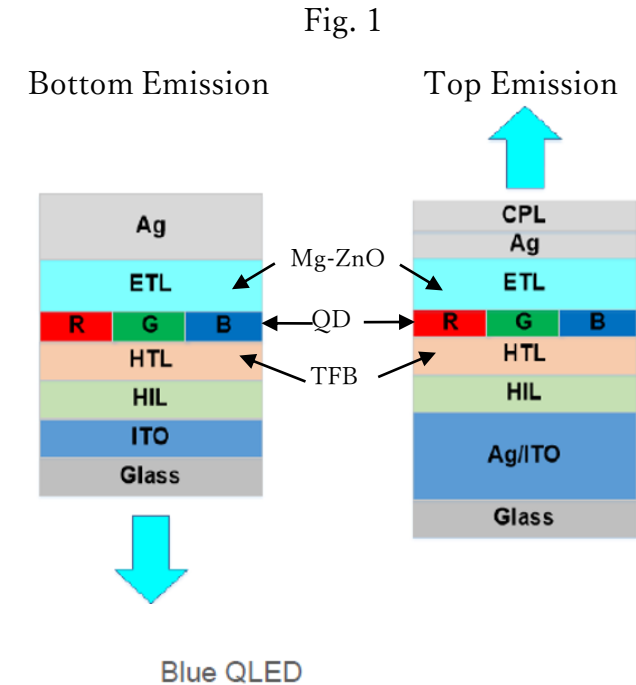 Fig. 1
Bottom Emission
Top Emission
Ag
ETL
R G B
HTL
HIL
ITO
Glass
Mg-ZnO
QD
TFB
CPL
Ag
ETL
R G B
HTL
HIL
Ag/ITO
Glass
Blue QLED